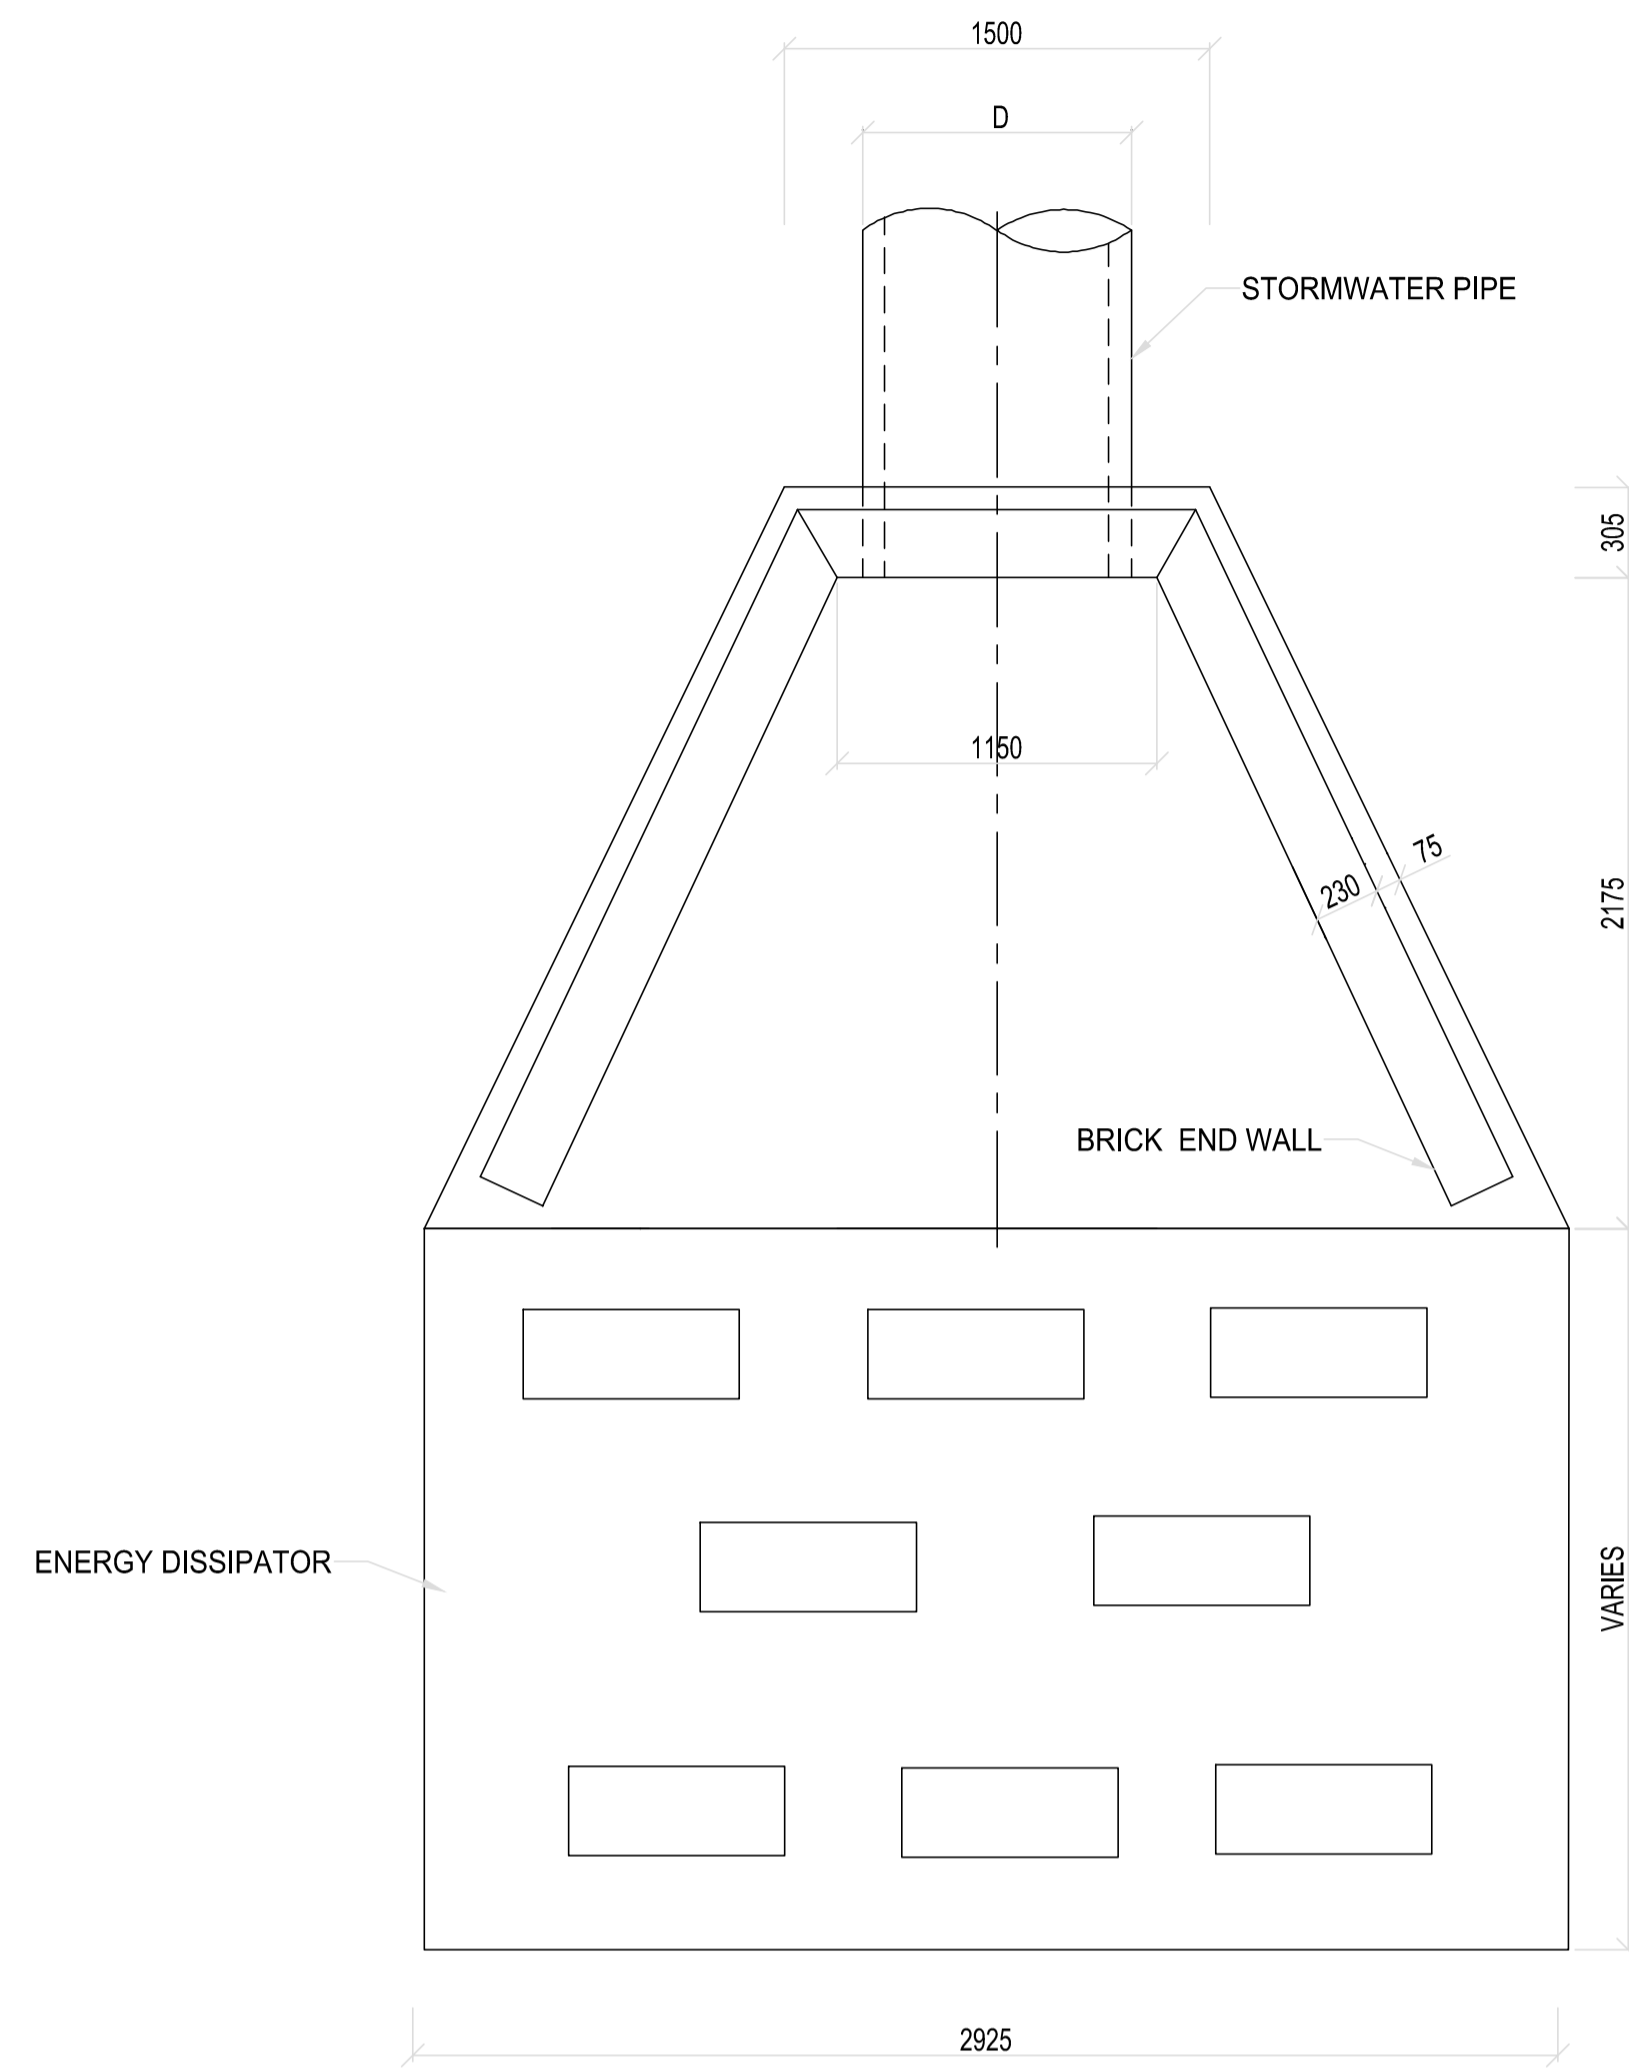 1500
D
STORMWATER PIPE
305
1150
75
230
2175
BRICK  END WALL
ENERGY DISSIPATOR
VARIES
2925